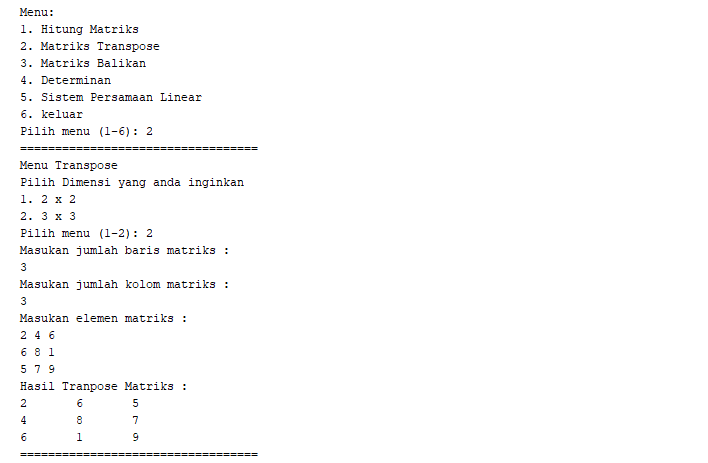 Menu:
1. Hitung Matriks
2. Matriks Transpose
3. Matriks Balikan
4. Determinan
5. Sistem Persamaan Linear
6. keluar
Pilih menu (1-6): 2
==================================
Menu Transpose
Pilih Dimensi yang anda inginkan
1. 2 x 2
2. 3 x 3
Pilih menu (1-2): 2
Masukan jumlah baris matriks :
3
Masukan jumlah kolom matriks :
3
Masukan elemen matriks :
2 4 6
6 8 1
5 7 9
Hasil Tranpose Matriks :
2 6 5
4 8 7
6 1 9
==================================